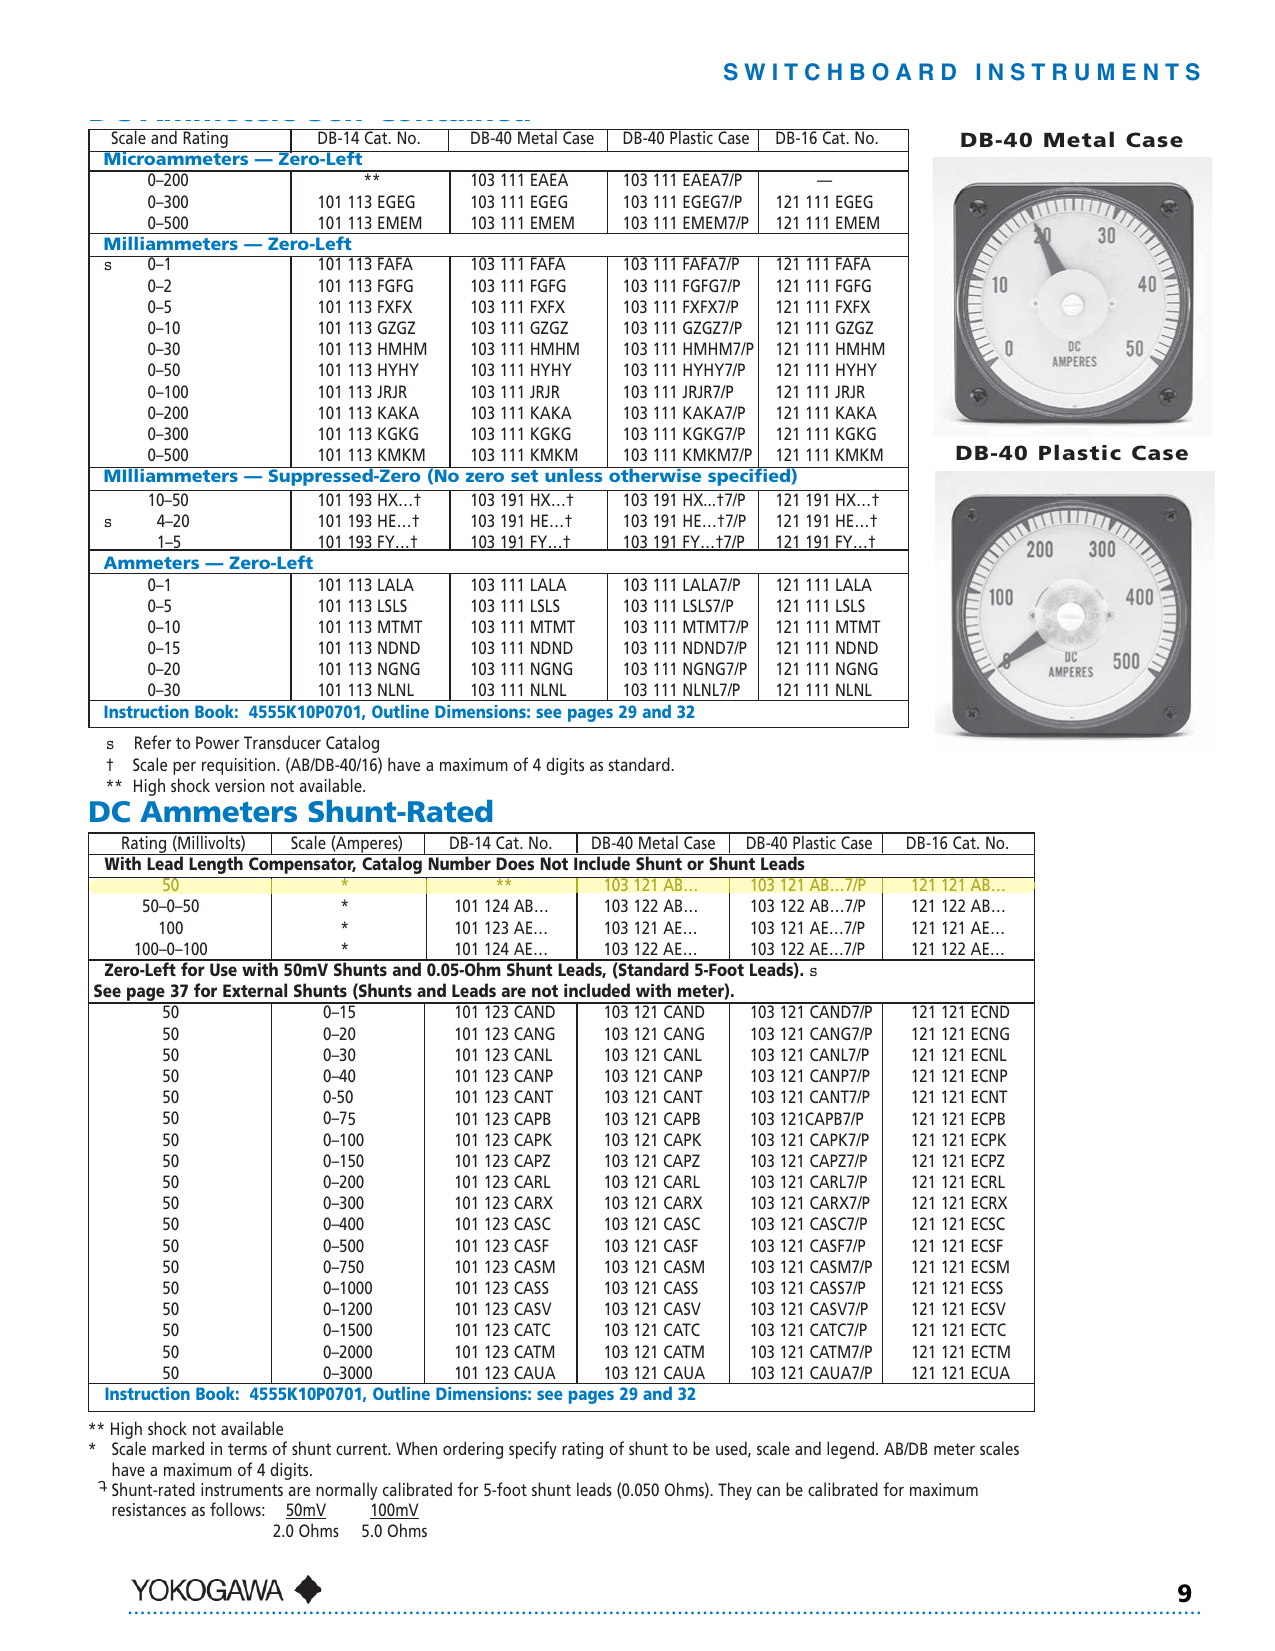 SWITCHBOARD INSTRUMENTS
Scale and Rating DB-14 Cat. No. DB-40 Metal Case DB-40 Plastic Case DB-16 Cat. No.
Microammeters — Zero-Left
0–200 ** 103 111 EAEA 103 111 EAEA7/P —
0–300 101 113 EGEG 103 111 EGEG 103 111 EGEG7/P 121 111 EGEG
0–500 101 113 EMEM 103 111 EMEM 103 111 EMEM7/P 121 111 EMEM
Milliammeters — Zero-Left
s 0–1 101 113 FAFA 103 111 FAFA 103 111 FAFA7/P 121 111 FAFA
0–2 101 113 FGFG 103 111 FGFG 103 111 FGFG7/P 121 111 FGFG
0–5 101 113 FXFX 103 111 FXFX 103 111 FXFX7/P 121 111 FXFX
0–10 101 113 GZGZ 103 111 GZGZ 103 111 GZGZ7/P 121 111 GZGZ
0–30 101 113 HMHM 103 111 HMHM 103 111 HMHM7/P 121 111 HMHM
0–50 101 113 HYHY 103 111 HYHY 103 111 HYHY7/P 121 111 HYHY
0–100 101 113 JRJR 103 111 JRJR 103 111 JRJR7/P 121 111 JRJR
0–200 101 113 KAKA 103 111 KAKA 103 111 KAKA7/P 121 111 KAKA
0–300 101 113 KGKG 103 111 KGKG 103 111 KGKG7/P 121 111 KGKG
0–500 101 113 KMKM 103 111 KMKM 103 111 KMKM7/P 121 111 KMKM
MIlliammeters — Suppressed-Zero (No zero set unless otherwise specified)
10–50 101 193 HX…† 103 191 HX…† 103 191 HX...†7/P 121 191 HX…†
s 4–20 101 193 HE…† 103 191 HE…† 103 191 HE…†7/P 121 191 HE…†
1–5 101 193 FY…† 103 191 FY…† 103 191 FY…†7/P 121 191 FY…†
Ammeters — Zero-Left
0–1 101 113 LALA 103 111 LALA 103 111 LALA7/P 121 111 LALA
0–5 101 113 LSLS 103 111 LSLS 103 111 LSLS7/P 121 111 LSLS
0–10 101 113 MTMT 103 111 MTMT 103 111 MTMT7/P 121 111 MTMT
0–15 101 113 NDND 103 111 NDND 103 111 NDND7/P 121 111 NDND
0–20 101 113 NGNG 103 111 NGNG 103 111 NGNG7/P 121 111 NGNG
0–30 101 113 NLNL 103 111 NLNL 103 111 NLNL7/P 121 111 NLNL
Instruction Book: 4555K10P0701, Outline Dimensions: see pages 29 and 32
s Refer to Power Transducer Catalog
† Scale per requisition. (AB/DB-40/16) have a maximum of 4 digits as standard.
** High shock version not available.
DB-40 Metal Case
20 30
10 40
0 DC 50
AMPERES
DB-40 Plastic Case
200 300
100 400
0 DC 500
AMPERES
DC Ammeters Shunt-Rated
Rating (Millivolts) Scale (Amperes) DB-14 Cat. No. DB-40 Metal Case DB-40 Plastic Case DB-16 Cat. No.
With Lead Length Compensator, Catalog Number Does Not Include Shunt or Shunt Leads
50 * ** 103 121 AB… 103 121 AB…7/P 121 121 AB…
50–0–50 * 101 124 AB… 103 122 AB… 103 122 AB…7/P 121 122 AB…
100 * 101 123 AE… 103 121 AE… 103 121 AE…7/P 121 121 AE…
100–0–100 * 101 124 AE… 103 122 AE… 103 122 AE…7/P 121 122 AE…
Zero-Left for Use with 50mV Shunts and 0.05-Ohm Shunt Leads, (Standard 5-Foot Leads). s
See page 37 for External Shunts (Shunts and Leads are not included with meter).
50 0–15 101 123 CAND 103 121 CAND 103 121 CAND7/P 121 121 ECND
50 0–20 101 123 CANG 103 121 CANG 103 121 CANG7/P 121 121 ECNG
50 0–30 101 123 CANL 103 121 CANL 103 121 CANL7/P 121 121 ECNL
50 0–40 101 123 CANP 103 121 CANP 103 121 CANP7/P 121 121 ECNP
50 0-50 101 123 CANT 103 121 CANT 103 121 CANT7/P 121 121 ECNT
50 0–75 101 123 CAPB 103 121 CAPB 103 121CAPB7/P 121 121 ECPB
50 0–100 101 123 CAPK 103 121 CAPK 103 121 CAPK7/P 121 121 ECPK
50 0–150 101 123 CAPZ 103 121 CAPZ 103 121 CAPZ7/P 121 121 ECPZ
50 0–200 101 123 CARL 103 121 CARL 103 121 CARL7/P 121 121 ECRL
50 0–300 101 123 CARX 103 121 CARX 103 121 CARX7/P 121 121 ECRX
50 0–400 101 123 CASC 103 121 CASC 103 121 CASC7/P 121 121 ECSC
50 0–500 101 123 CASF 103 121 CASF 103 121 CASF7/P 121 121 ECSF
50 0–750 101 123 CASM 103 121 CASM 103 121 CASM7/P 121 121 ECSM
50 0–1000 101 123 CASS 103 121 CASS 103 121 CASS7/P 121 121 ECSS
50 0–1200 101 123 CASV 103 121 CASV 103 121 CASV7/P 121 121 ECSV
50 0–1500 101 123 CATC 103 121 CATC 103 121 CATC7/P 121 121 ECTC
50 0–2000 101 123 CATM 103 121 CATM 103 121 CATM7/P 121 121 ECTM
50 0–3000 101 123 CAUA 103 121 CAUA 103 121 CAUA7/P 121 121 ECUA
Instruction Book: 4555K10P0701, Outline Dimensions: see pages 29 and 32
** High shock not available
* Scale marked in terms of shunt current. When ordering specify rating of shunt to be used, scale and legend. AB/DB meter scales
have a maximum of 4 digits.
Shunt-rated instruments are normally calibrated for 5-foot shunt leads (0.050 Ohms). They can be calibrated for maximum
resistances as follows: 50mV 100mV
2.0 Ohms 5.0 Ohms
YOKOGAWA
9